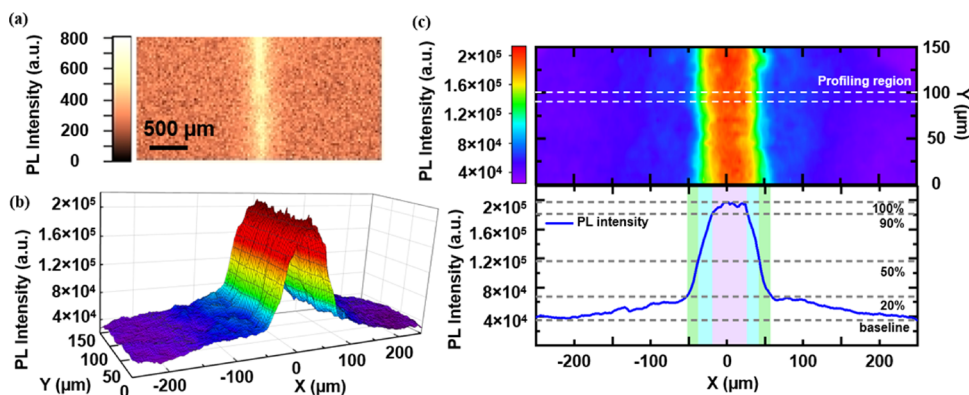 (a)
PL Intensity (a.u.)
800
600
400
200
0
500 μm
(b)
PL Intensity (a.u.)
2×10⁵
1.6×10⁵
1.2×10⁵
8×10⁴
4×10⁴
150
100
50
0
Y (μm)
-200
-100
0
100
200
X (μm)
(c)
PL Intensity (a.u.)
2×10⁵
1.6×10⁵
1.2×10⁵
8×10⁴
4×10⁴
Profiling region
150
100
50
0
Y (μm)
PL Intensity (a.u.)
2×10⁵
1.6×10⁵
1.2×10⁵
8×10⁴
4×10⁴
PL intensity
100%
90%
50%
20%
baseline
-200
-100
0
100
200
X (μm)